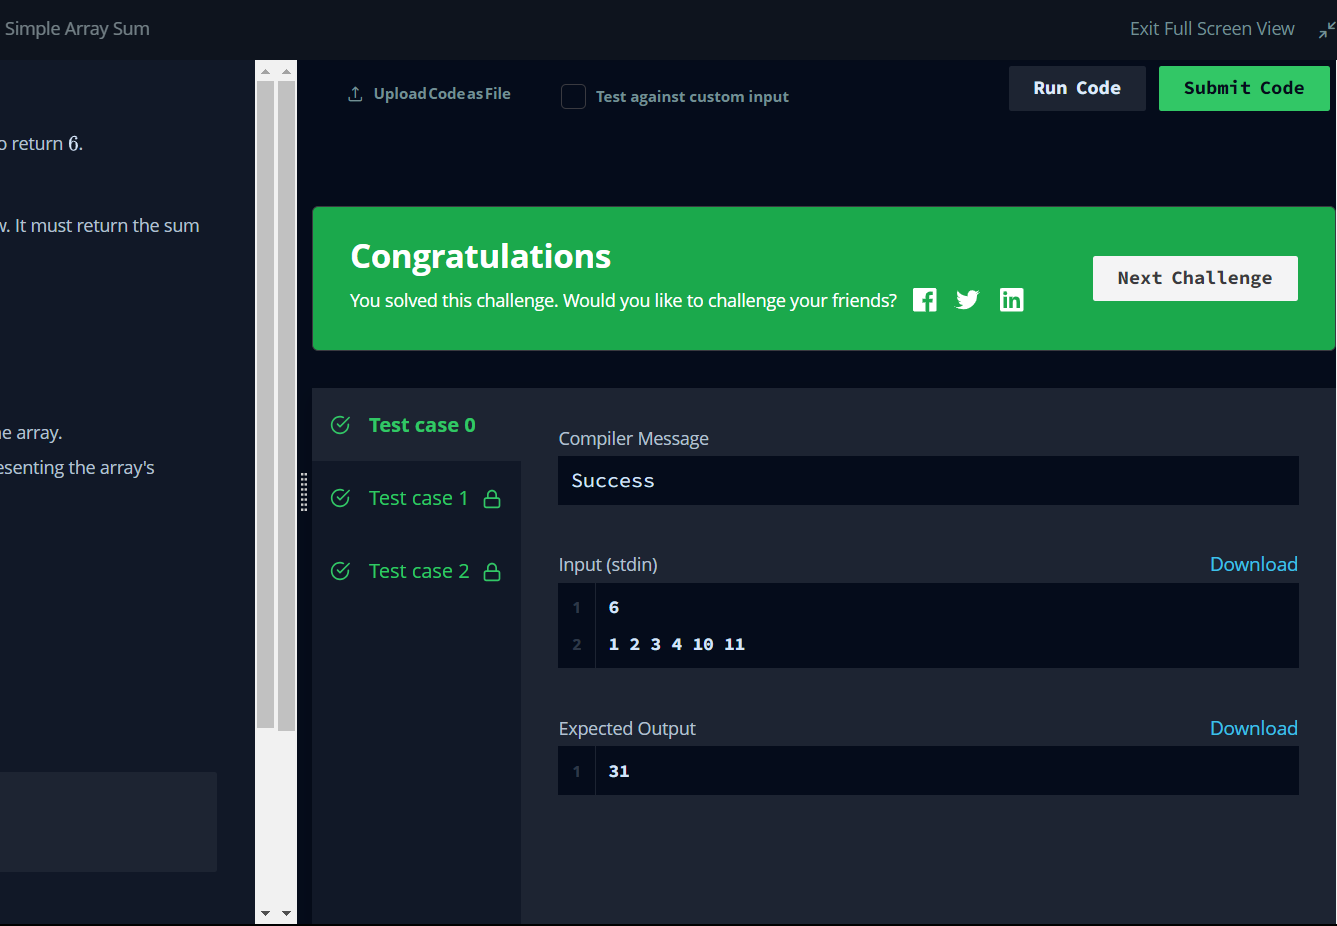 Simple Array Sum
Exit Full Screen View
Upload Code as File
Test against custom input
Run Code
Submit Code
return 6.
It must return the sum
array.
the array's
Congratulations
You solved this challenge. Would you like to challenge your friends?
Next Challenge
Test case 0
Test case 1
Test case 2
Compiler Message
Success
Input (stdin)
Download
1 6
2 1 2 3 4 10 11
Expected Output
Download
1 31